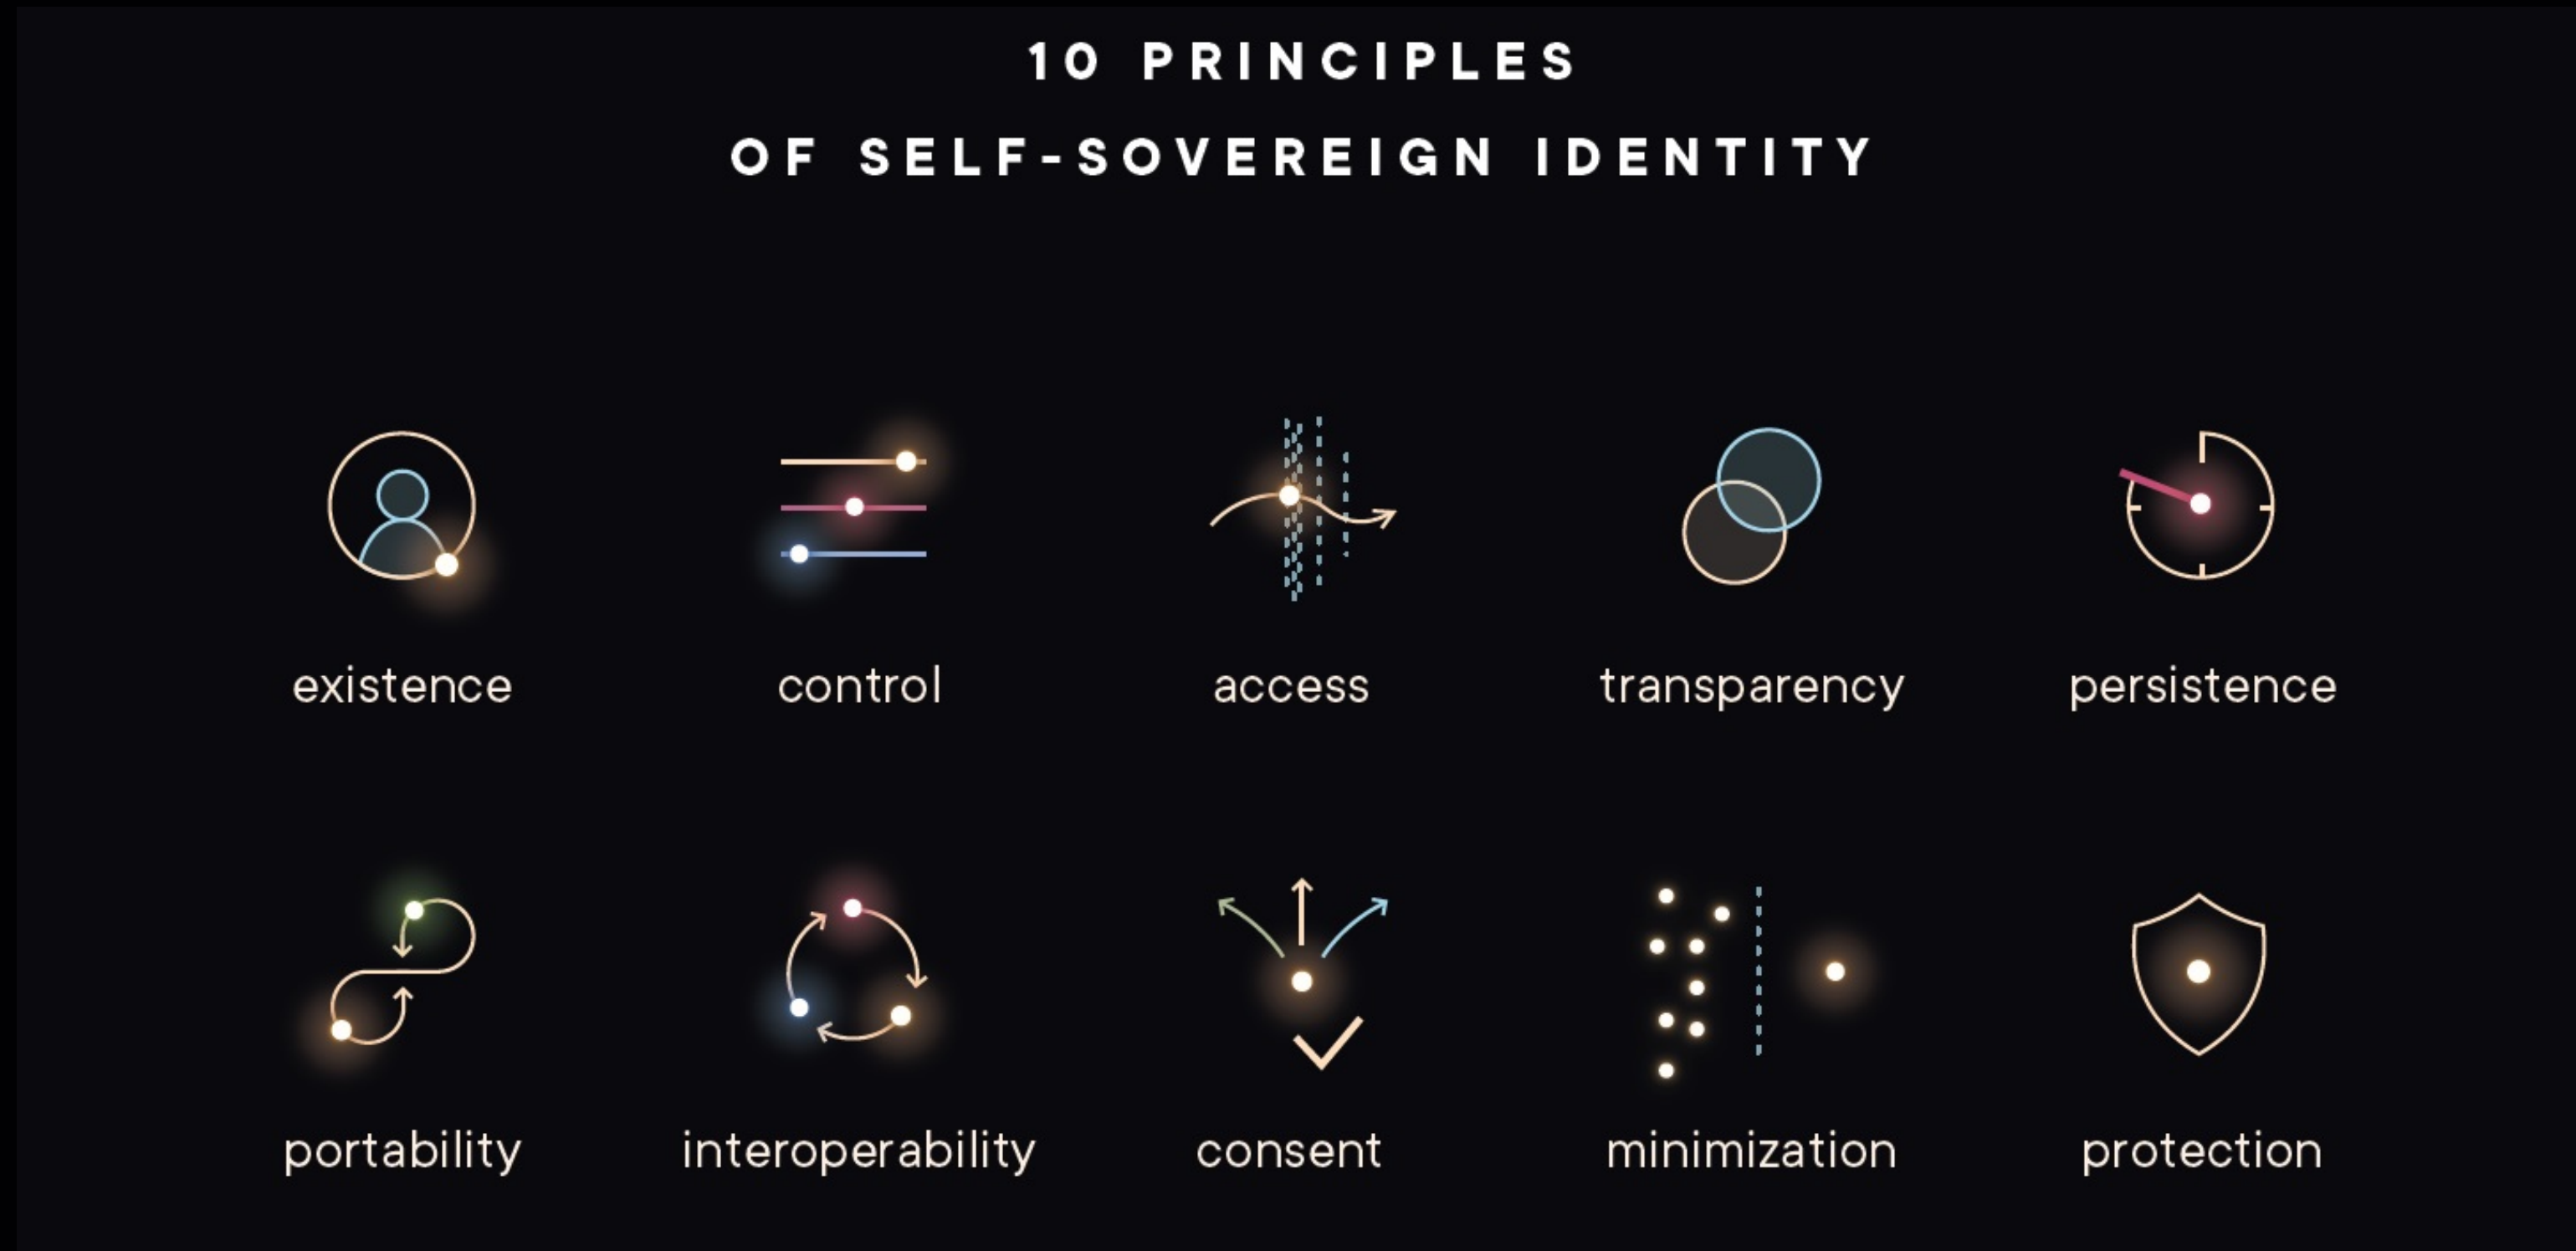 10 PRINCIPLES
OF SELF-SOVEREIGN IDENTITY
existence control access transparency persistence
portability interoperability consent minimization protection